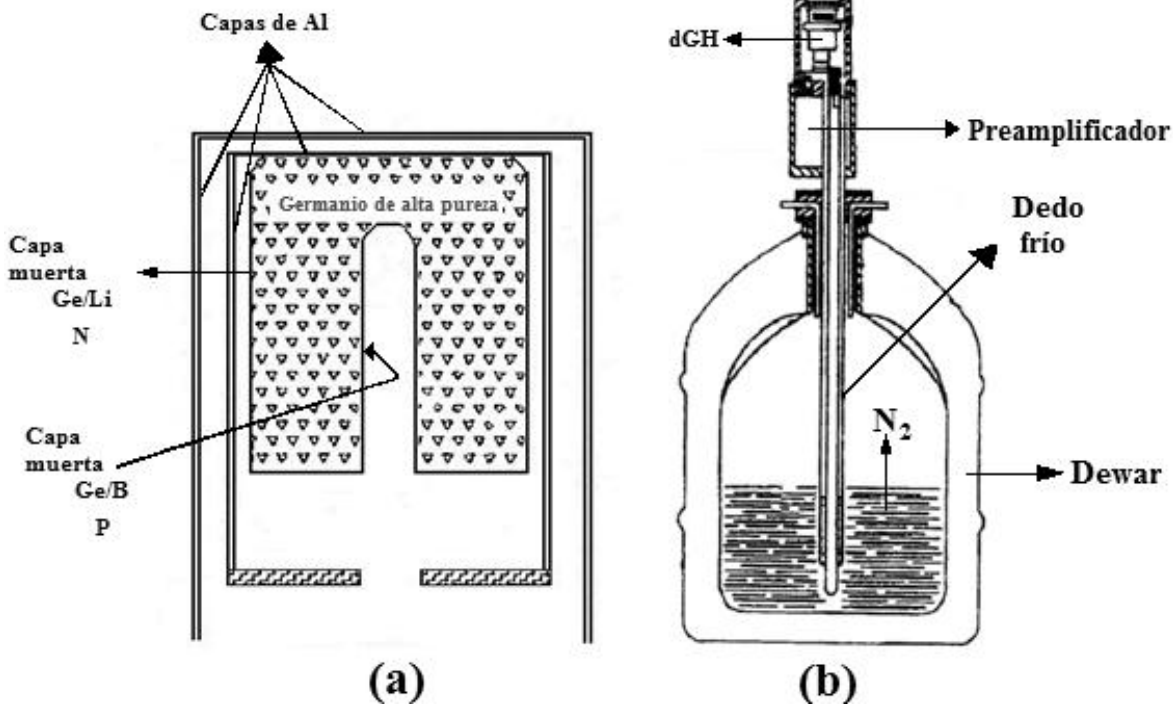 Capas de Al
Germanio de alta pureza
Capa
muerta
Ge/Li
N
Capa
muerta
Ge/B
P
(a)
dGH
Preamplificador
Dedo
frío
N₂
Dewar
(b)